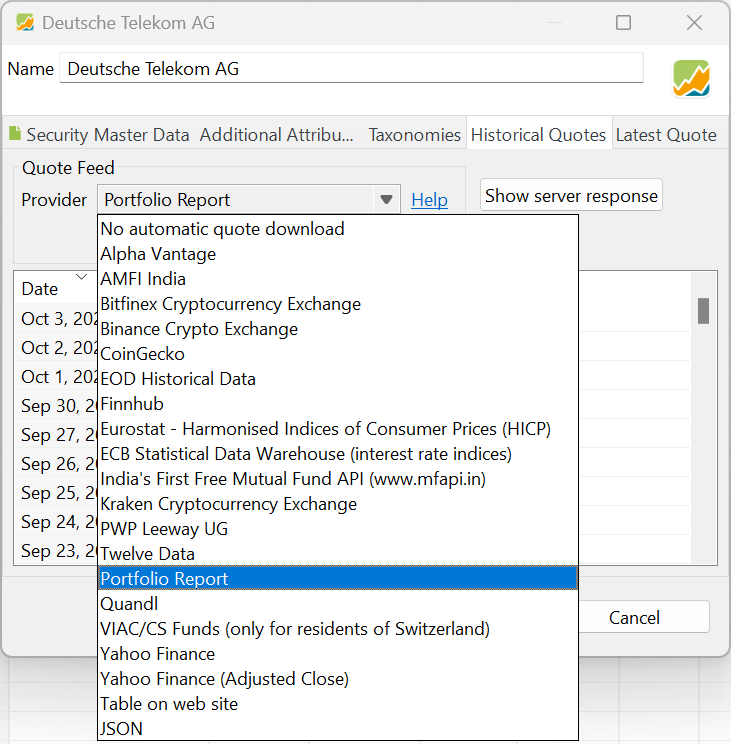 Deutsche Telekom AG
Name Deutsche Telekom AG
Security Master Data Additional Attribu... Taxonomies Historical Quotes Latest Quote
Quote Feed
Provider Portfolio Report Help Show server response
No automatic quote download
Alpha Vantage
AMFI India
Bitfinex Cryptocurrency Exchange
Binance Crypto Exchange
CoinGecko
EOD Historical Data
Finnhub
Eurostat - Harmonised Indices of Consumer Prices (HICP)
ECB Statistical Data Warehouse (interest rate indices)
India's First Free Mutual Fund API (www.mfapi.in)
Kraken Cryptocurrency Exchange
PWP Leeway UG
Twelve Data
Portfolio Report
Quandl
VIAC/CS Funds (only for residents of Switzerland)
Yahoo Finance
Yahoo Finance (Adjusted Close)
Table on web site
JSON
Date
Oct 3, 202
Oct 2, 202
Oct 1, 202
Sep 30, 20
Sep 27, 20
Sep 26, 20
Sep 25, 20
Sep 24, 20
Sep 23, 20
Cancel